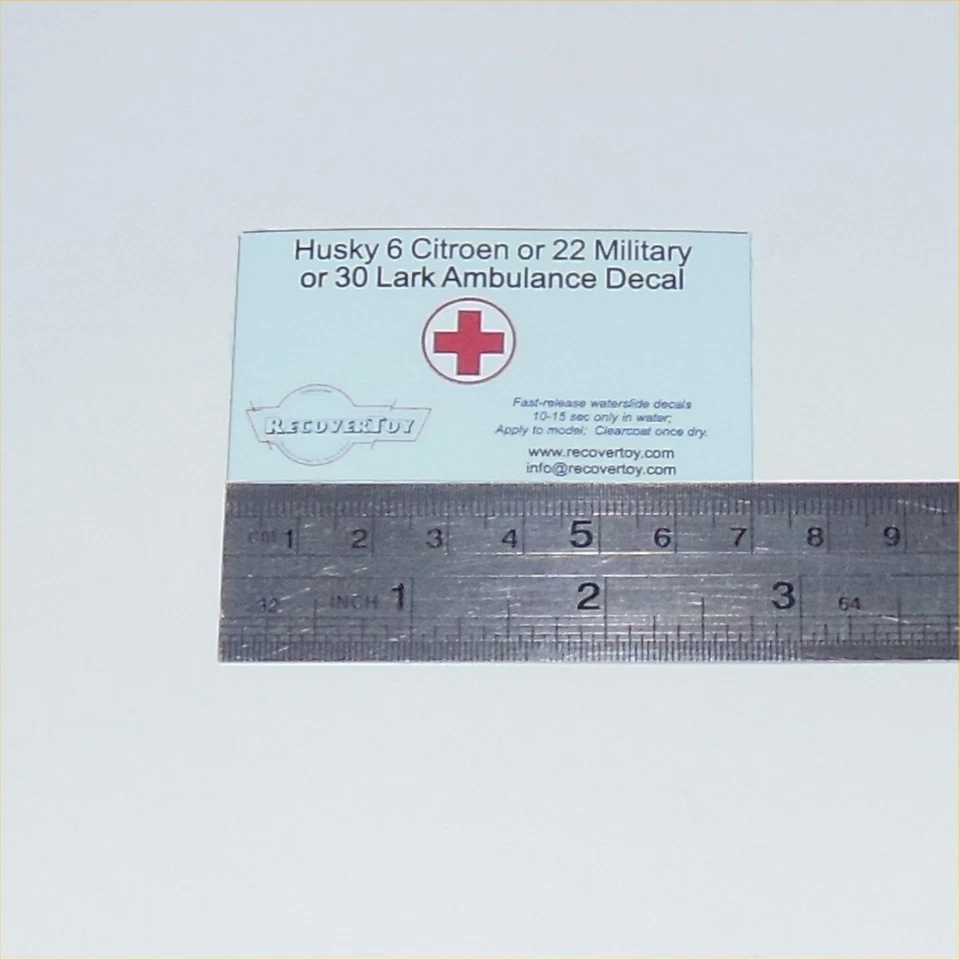 Husky 6 Citroen or 22 Military
or 30 Lark Ambulance Decal
RECOVERTOY
Fast-release waterslide decals
10-15 sec only in water;
Apply to model; Clearcoat once dry.
www.recovertoy.com
info@recovertoy.com
cm 1 2 3 4 5 6 7 8 9
32 INCH 1 2 3 64